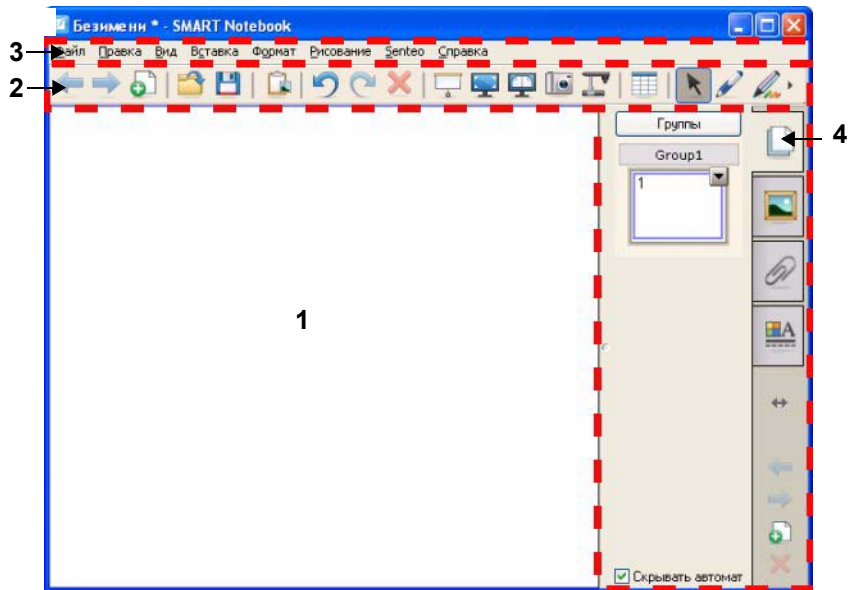 Безимени * - SMART Notebook
3
Файл Правка Вид Вставка Формат Рисование Senteo Справка
2
Группы
4
Group1
1
1
A
Скрывать автомат